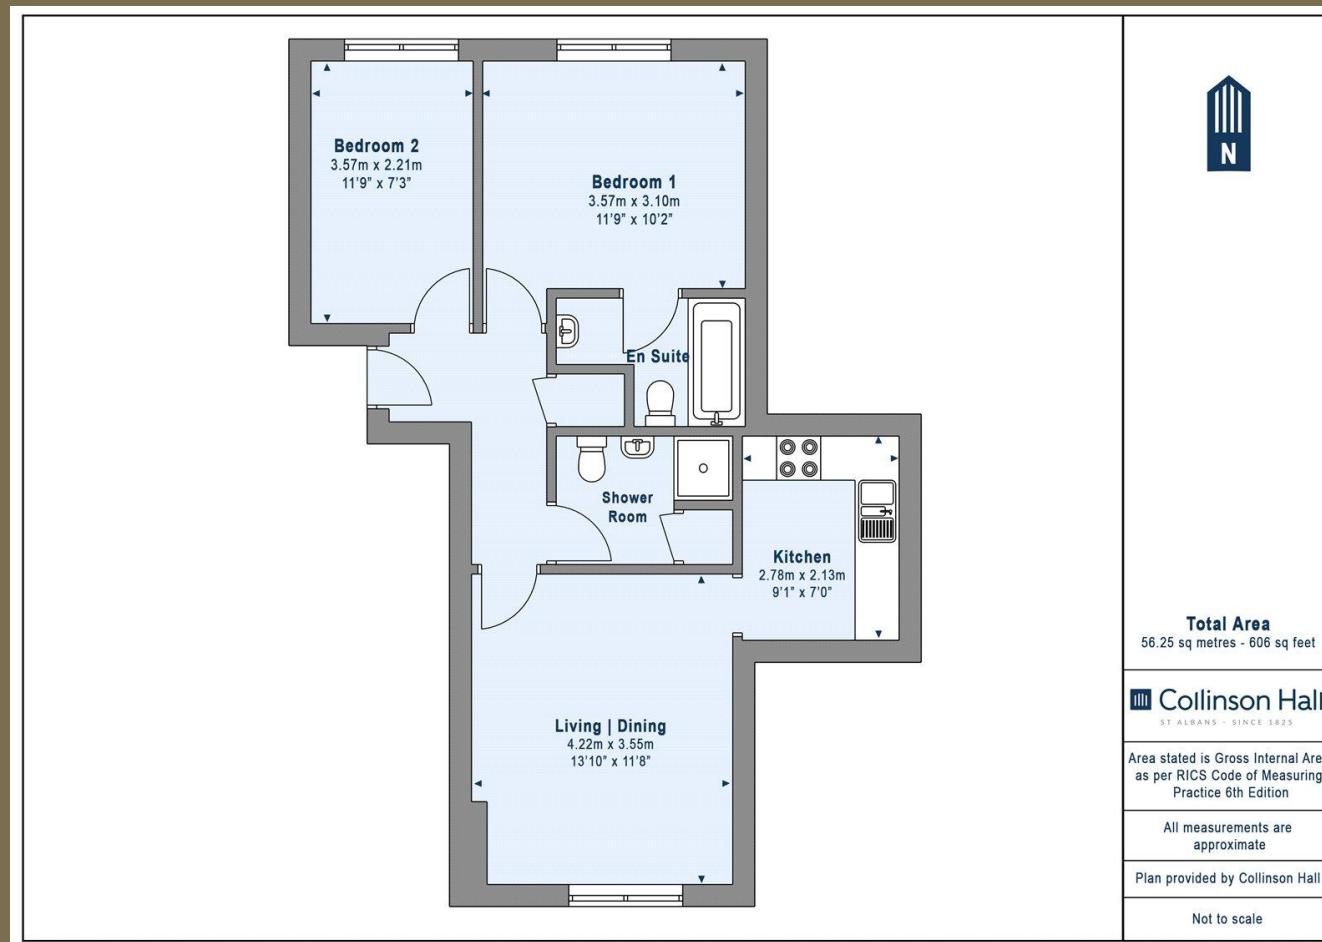 Bedroom 2
3.57m x 2.21m
11'9" x 7'3"
Bedroom 1
3.57m x 3.10m
11'9" x 10'2"
En Suite
Shower
Room
Kitchen
2.78m x 2.13m
9'1" x 7'0"
Living | Dining
4.22m x 3.55m
13'10" x 11'8"
N
Total Area
56.25 sq metres - 606 sq feet
Collinson Hall
ST ALBANS - SINCE 1825
Area stated is Gross Internal Are
as per RICS Code of Measuring
Practice 6th Edition
All measurements are
approximate
Plan provided by Collinson Hall
Not to scale